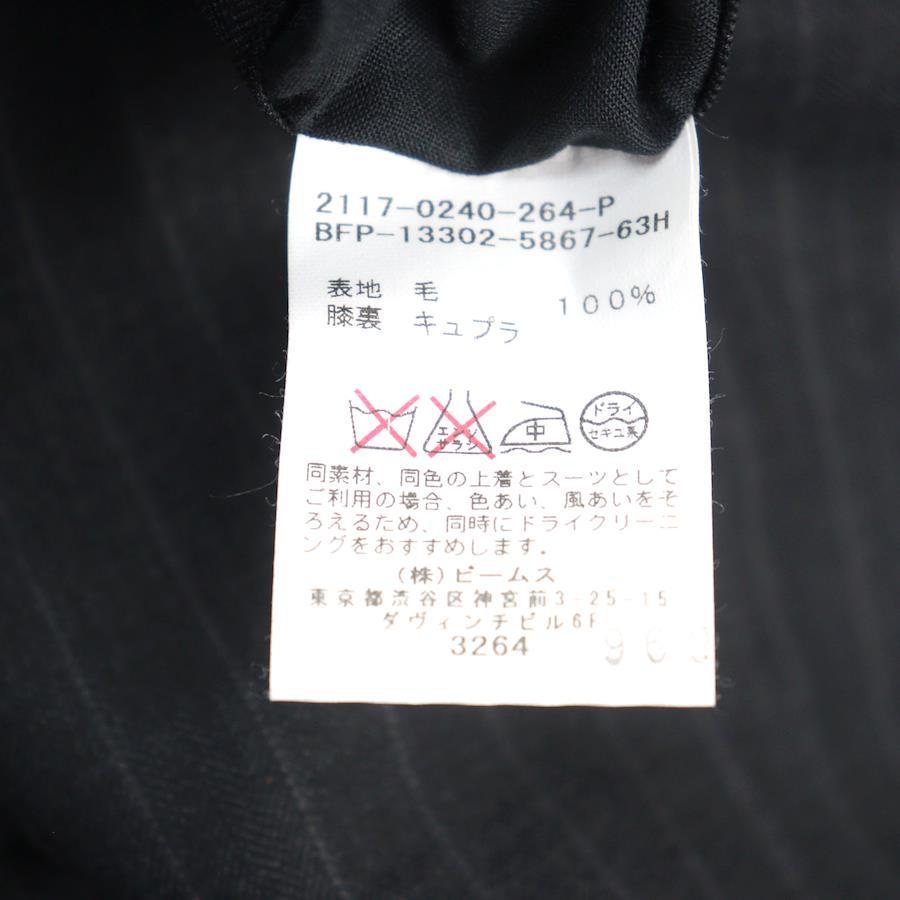 2117-0240-264-P
BFP-13302-5867-63H
表地 毛 100%
膝裏 キュプラ
エンソ サラシ
中
ドライ
セキユ系
同素材、同色の上着とスーツとして
ご利用の場合、色あい、風あいをそ
ろえるため、同時にドライクリーニ
ングをおすすめします.
(株)ビームス
東京都渋谷区神宮前3-25-15
ダヴィンチビル6F
3264